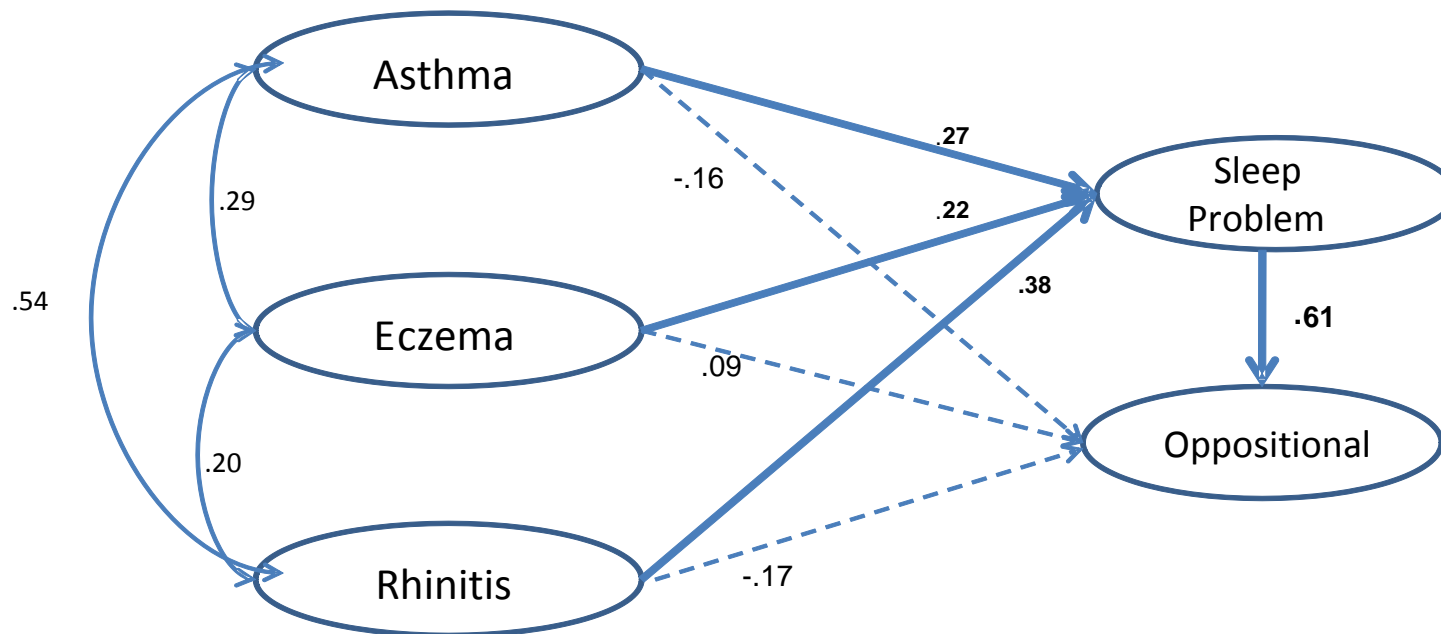 Asthma
.27
-.16
Sleep
Problem
.29
.22
.54
.38
Eczema
.09
.61
Oppositional
.20
Rhinitis
-.17